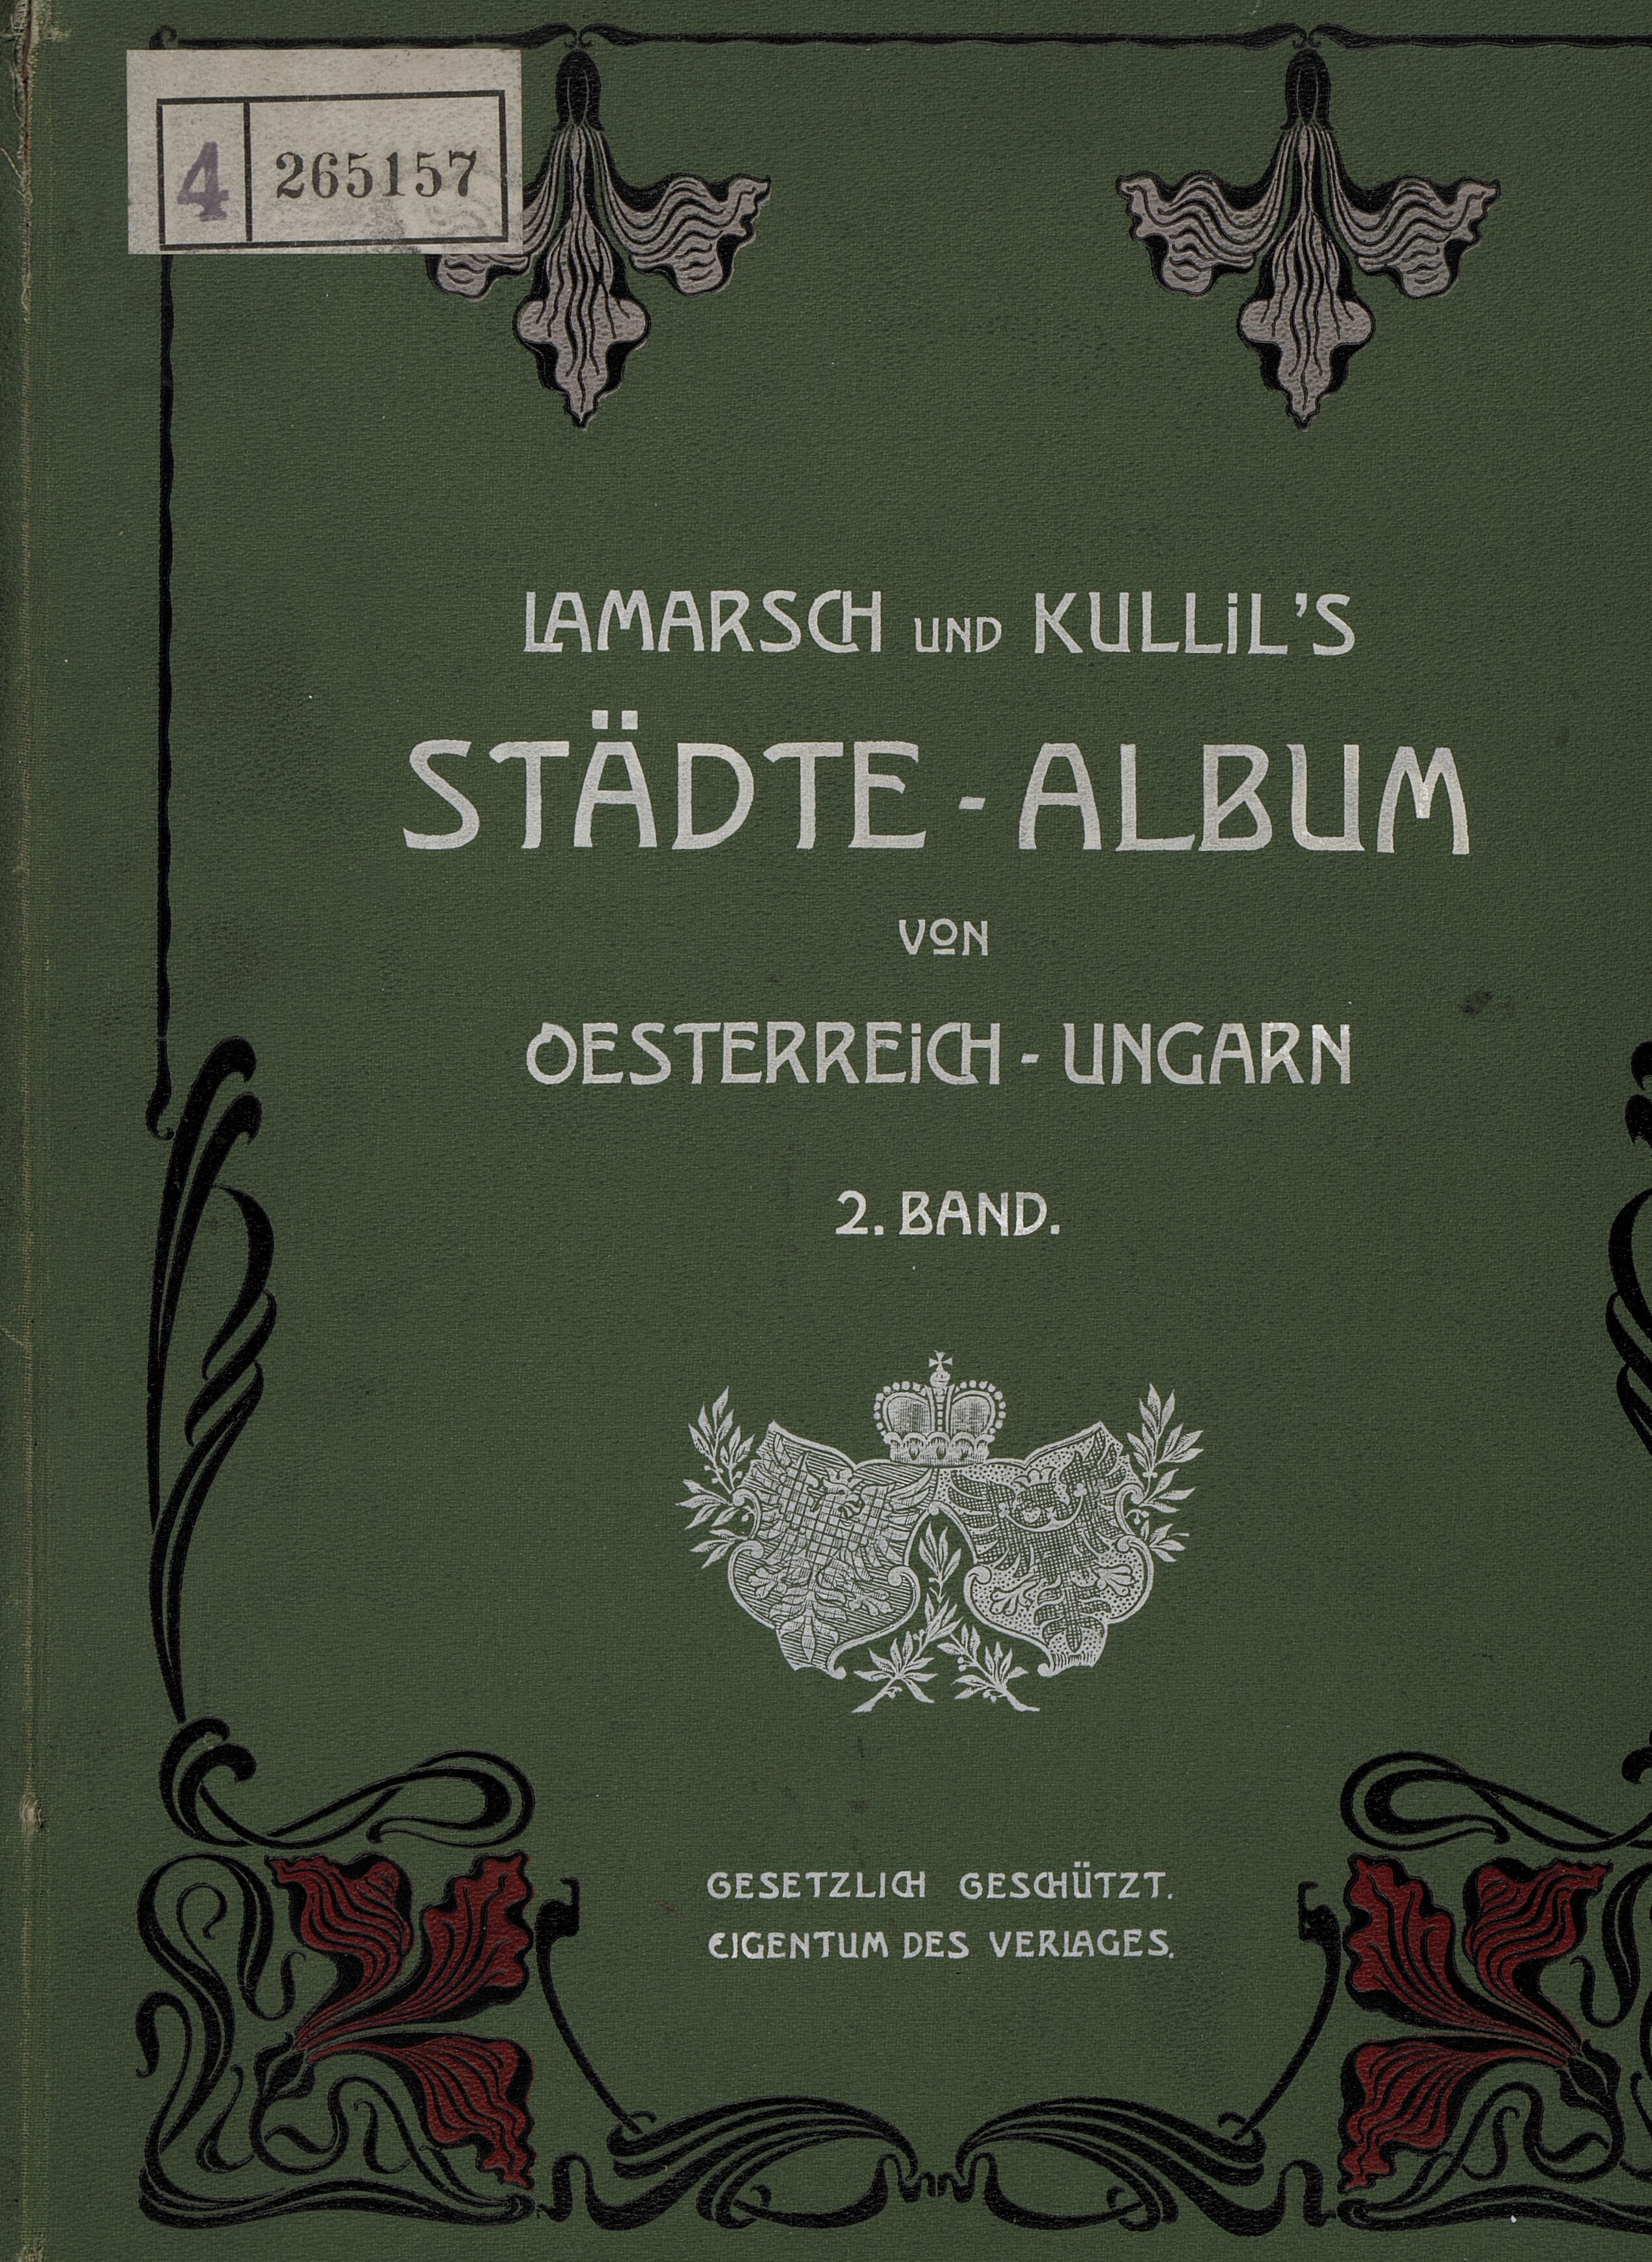 4 265157
LAMARSCH UND KULLiL'S
STÄDTE-ALBUM
VON
OESTERREiCH-UNGARN
2. BAND.
GESETZLICH GESCHÜTZT.
EIGENTUM DES VERLAGES.